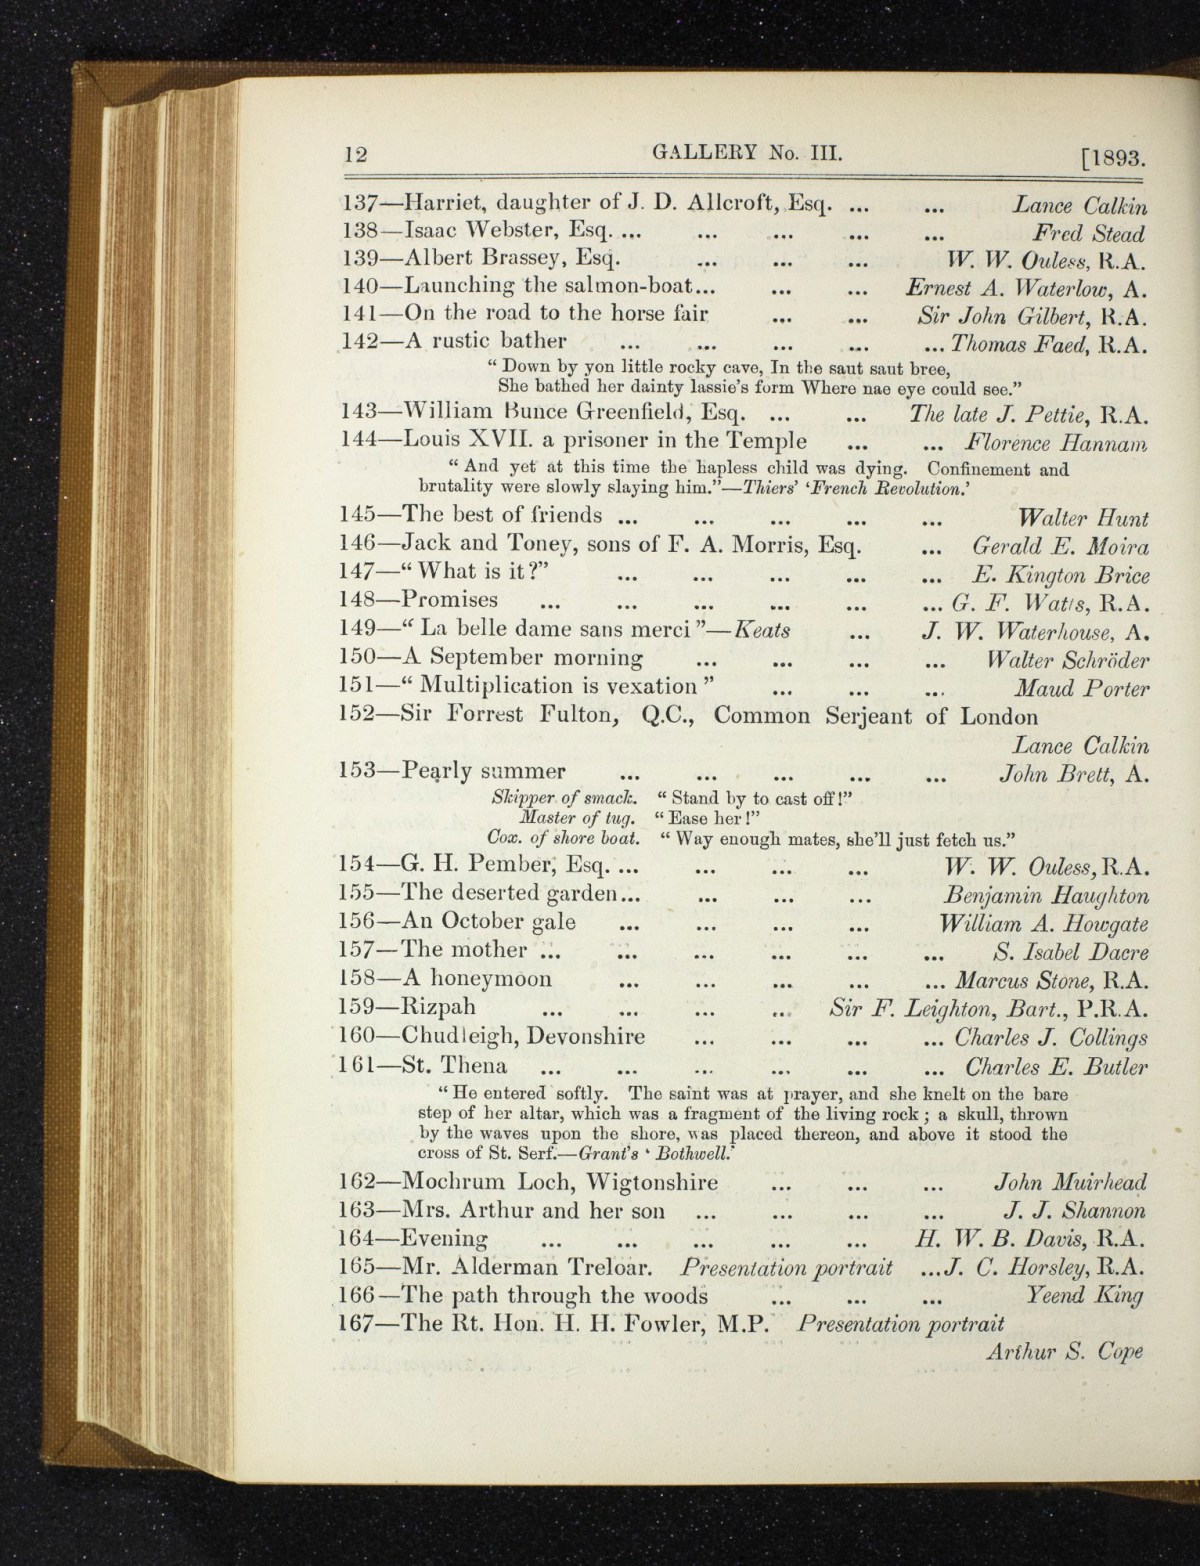 12 GALLERY No. III. [1893.
137—Harriet, daughter of J. D. Allcroft, Esq. ... ... Lance Calkin
138—Isaac Webster, Esq. ... ... ... ... ... Fred Stead
139—Albert Brassey, Esq. ... ... ... W. W. Ouless, R.A.
140—Launching the salmon-boat... ... ... Ernest A. Waterlow, A.
141—On the road to the horse fair ... ... Sir John Gilbert, R.A.
142—A rustic bather ... ... ... ... ... Thomas Faed, R.A.
“ Down by yon little rocky cave, In the saut saut bree,
She bathed her dainty lassie's form Where nae eye could see.”
143—William Bunce Greenfield, Esq. ... ... The late J. Pettie, R.A.
144—Louis XVII. a prisoner in the Temple ... ... Florence Hannam
“ And yet at this time the hapless child was dying. Confinement and
brutality were slowly slaying him.”—Thiers' ‘French Revolution.’
145—The best of friends ... ... ... ... ... Walter Hunt
146—Jack and Toney, sons of F. A. Morris, Esq. ... Gerald E. Moira
147—“ What is it?” ... ... ... ... ... E. Kington Brice
148—Promises ... ... ... ... ... ... G. F. Watts, R.A.
149—“ La belle dame sans merci ”—Keats ... J. W. Waterhouse, A.
150—A September morning ... ... ... ... Walter Schröder
151—“ Multiplication is vexation ” ... ... ... Maud Porter
152—Sir Forrest Fulton, Q.C., Common Serjeant of London
Lance Calkin
153—Pearly summer ... ... ... ... ... John Brett, A.
Skipper of smack. “ Stand by to cast off!”
Master of tug. “ Ease her!”
Cox. of shore boat. “ Way enough mates, she'll just fetch us.”
154—G. H. Pember, Esq. ... ... ... ... W. W. Ouless, R.A.
155—The deserted garden... ... ... ... Benjamin Haughton
156—An October gale ... ... ... ... William A. Howgate
157—The mother ... ... ... ... ... ... S. Isabel Dacre
158—A honeymoon ... ... ... ... ... Marcus Stone, R.A.
159—Rizpah ... ... ... ... Sir F. Leighton, Bart., P.R.A.
160—Chudleigh, Devonshire ... ... ... ... Charles J. Collings
161—St. Thena ... ... ... ... ... ... Charles E. Butler
“ He entered softly. The saint was at prayer, and she knelt on the bare
step of her altar, which was a fragment of the living rock ; a skull, thrown
by the waves upon the shore, was placed thereon, and above it stood the
cross of St. Serf.—Grant's ‘ Bothwell.’
162—Mochrum Loch, Wigtonshire ... ... ... John Muirhead
163—Mrs. Arthur and her son ... ... ... ... J. J. Shannon
164—Evening ... ... ... ... ... H. W. B. Davis, R.A.
165—Mr. Alderman Treloar. Presentation portrait ...J. C. Horsley, R.A.
166—The path through the woods ... ... ... Yeend King
167—The Rt. Hon. H. H. Fowler, M.P. Presentation portrait
Arthur S. Cope